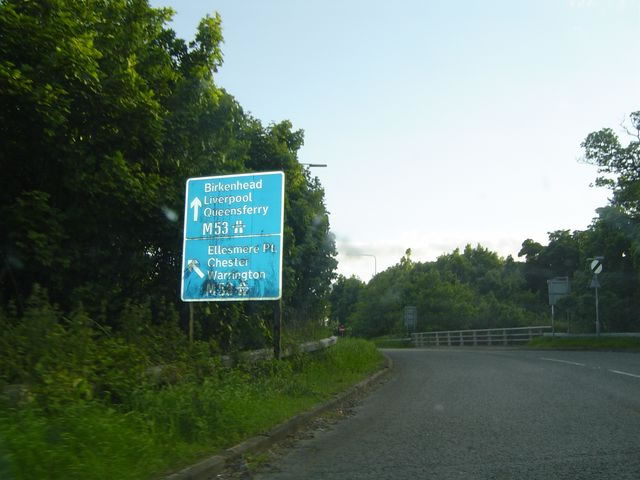 Birkenhead
Liverpool
Queensferry
M53
Ellesmere Pt.
Chester
Warrington